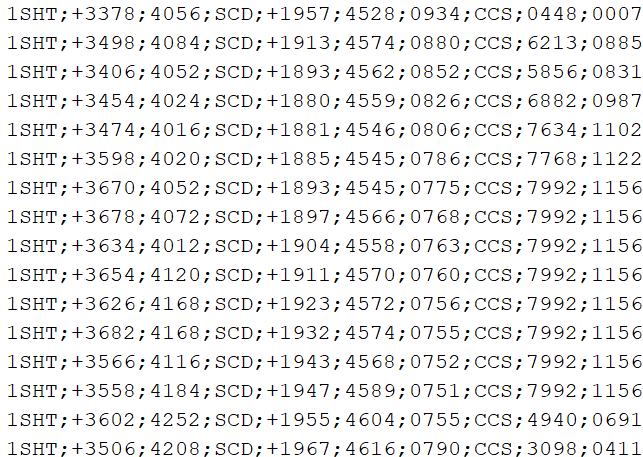 1SHT;+3378;4056;SCD;+1957;4528;0934;CCS;0448;0007
1SHT;+3498;4084;SCD;+1913;4574;0880;CCS;6213;0885
1SHT;+3406;4052;SCD;+1893;4562;0852;CCS;5856;0831
1SHT;+3454;4024;SCD;+1880;4559;0826;CCS;6882;0987
1SHT;+3474;4016;SCD;+1881;4546;0806;CCS;7634;1102
1SHT;+3598;4020;SCD;+1885;4545;0786;CCS;7768;1122
1SHT;+3670;4052;SCD;+1893;4545;0775;CCS;7992;1156
1SHT;+3678;4072;SCD;+1897;4566;0768;CCS;7992;1156
1SHT;+3634;4012;SCD;+1904;4558;0763;CCS;7992;1156
1SHT;+3654;4120;SCD;+1911;4570;0760;CCS;7992;1156
1SHT;+3626;4168;SCD;+1923;4572;0756;CCS;7992;1156
1SHT;+3682;4168;SCD;+1932;4574;0755;CCS;7992;1156
1SHT;+3566;4116;SCD;+1943;4568;0752;CCS;7992;1156
1SHT;+3558;4184;SCD;+1947;4589;0751;CCS;7992;1156
1SHT;+3602;4252;SCD;+1955;4604;0755;CCS;4940;0691
1SHT;+3506;4208;SCD;+1967;4616;0790;CCS;3098;0411